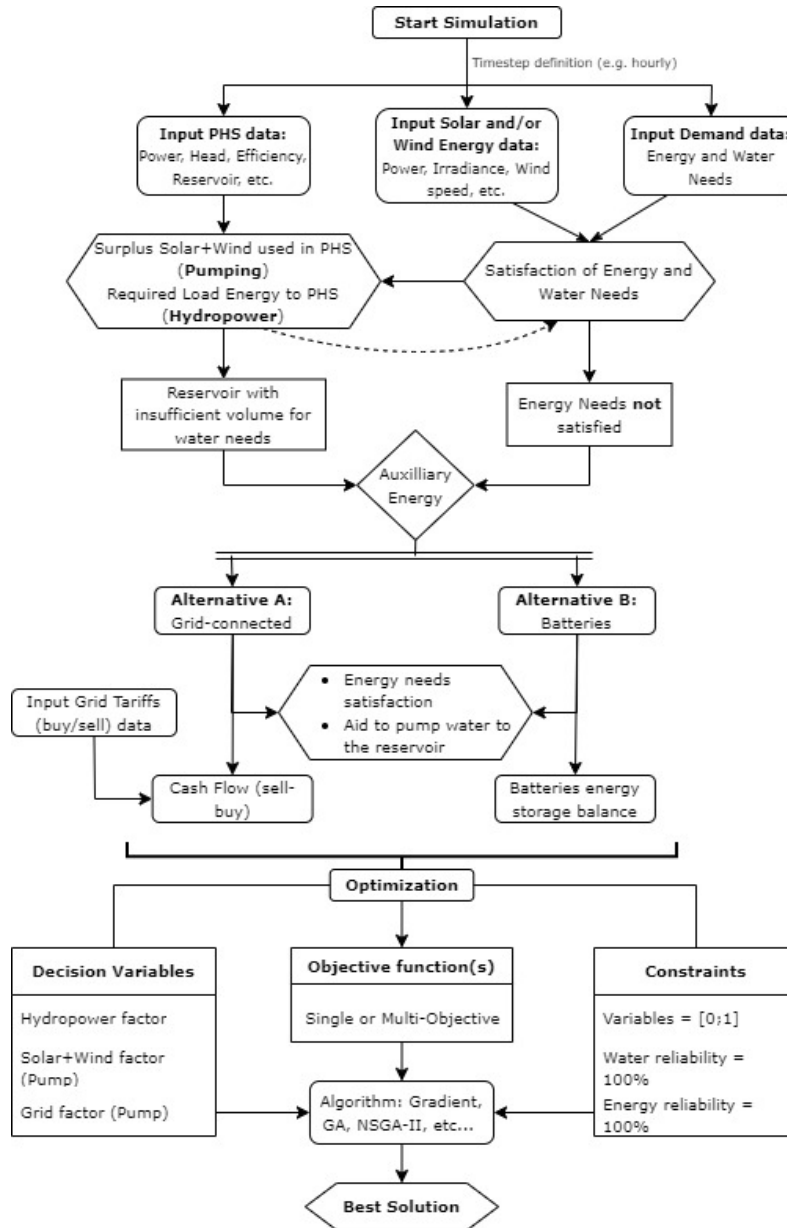 Start Simulation
Timestep definition (e.g. hourly)
Input PHS data:
Power, Head, Efficiency,
Reservoir, etc.
Input Solar and/or
Wind Energy data:
Power, Irradiance, Wind
speed, etc.
Input Demand data:
Energy and Water
Needs
Surplus Solar+Wind used in PHS
(Pumping)
Required Load Energy to PHS
(Hydropower)
Satisfaction of Energy and
Water Needs
Reservoir with
insufficient volume for
water needs
Energy Needs not
satisfied
Auxilliary
Energy
Alternative A:
Grid-connected
Alternative B:
Batteries
• Energy needs
satisfaction
• Aid to pump water to
the reservoir
Input Grid Tariffs
(buy/sell) data
Cash Flow (sell-
buy)
Batteries energy
storage balance
Optimization
Decision Variables
Hydropower factor
Solar+Wind factor
(Pump)
Grid factor (Pump)
Objective function(s)
Single or Multi-Objective
Constraints
Variables = [0;1]
Water reliability =
100%
Energy reliability =
100%
Algorithm: Gradient,
GA, NSGA-II, etc...
Best Solution